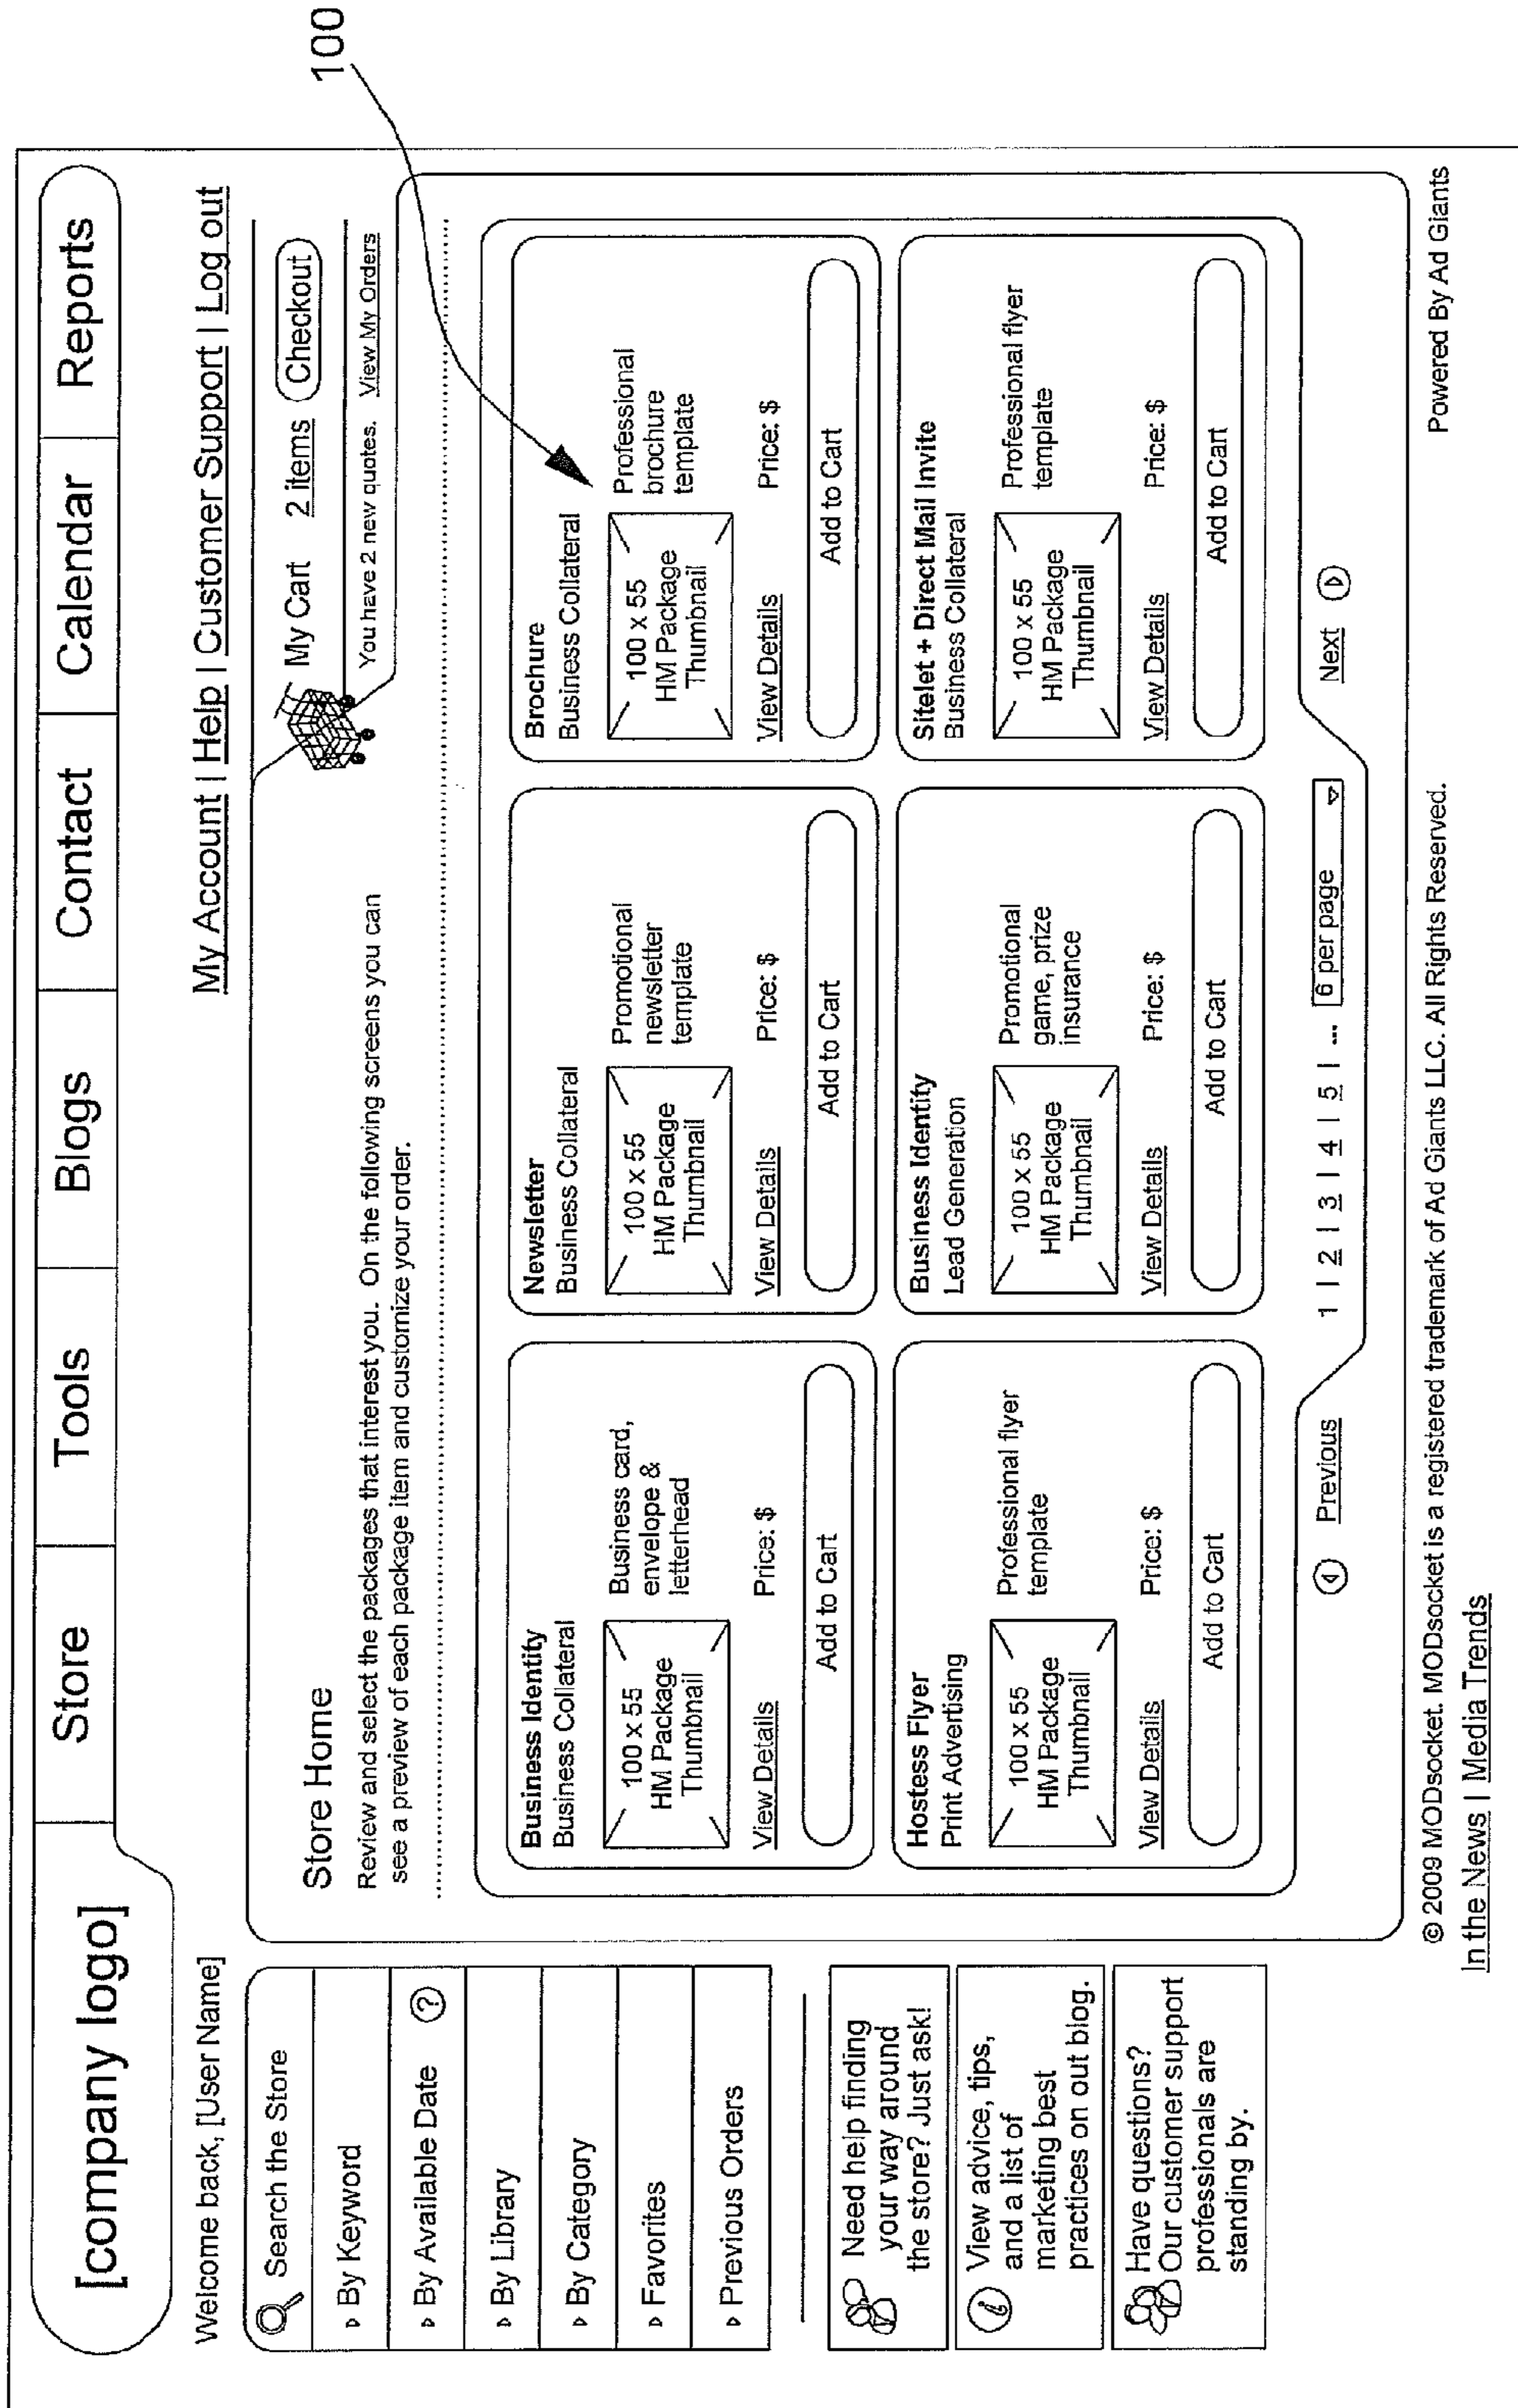 100
[company logo]
Store
Tools
Blogs
Contact
Calendar
Reports
Welcome back, [User Name]
My Account | Help | Customer Support | Log out
Search the Store
By Keyword
By Available Date ?
By Library
By Category
Favorites
Previous Orders
Need help finding
your way around
the store? Just ask!
i View advice, tips,
and a list of
marketing best
practices on out blog.
Have questions?
Our customer support
professionals are
standing by.
My Cart 2 items Checkout
You have 2 new quotes. View My Orders
Store Home
Review and select the packages that interest you. On the following screens you can
see a preview of each package item and customize your order.
Business Identity
Business Collateral
100 x 55
HM Package
Thumbnail
Business card,
envelope &
letterhead
View Details
Price: $
Add to Cart
Newsletter
Business Collateral
100 x 55
HM Package
Thumbnail
Promotional
newsletter
template
View Details
Price: $
Add to Cart
Brochure
Business Collateral
100 x 55
HM Package
Thumbnail
Professional
brochure
template
View Details
Price: $
Add to Cart
Hostess Flyer
Print Advertising
100 x 55
HM Package
Thumbnail
Professional flyer
template
View Details
Price: $
Add to Cart
Business Identity
Lead Generation
100 x 55
HM Package
Thumbnail
Promotional
game, prize
insurance
View Details
Price: $
Add to Cart
Sitelet + Direct Mail Invite
Business Collateral
100 x 55
HM Package
Thumbnail
Professional flyer
template
View Details
Price: $
Add to Cart
Previous
1 | 2 | 3 | 4 | 5 | ... 6 per page
Next
© 2009 MODsocket. MODsocket is a registered trademark of Ad Giants LLC. All Rights Reserved.
Powered By Ad Giants
In the News | Media Trends